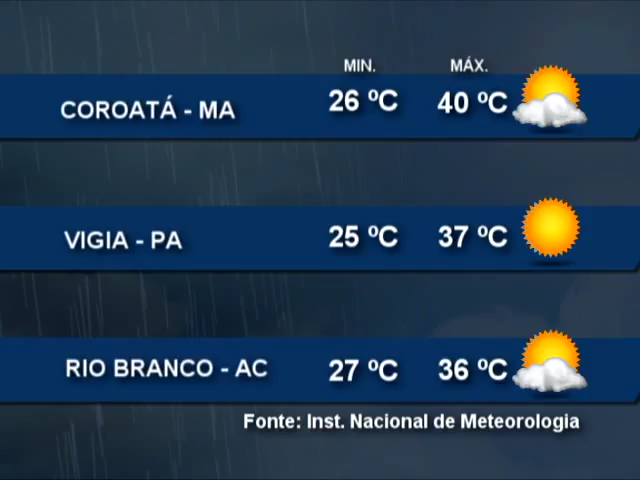 MIN. MÁX.
COROATÁ - MA 26 ºC 40 ºC
VIGIA - PA 25 ºC 37 ºC
RIO BRANCO - AC 27 ºC 36 ºC
Fonte: Inst. Nacional de Meteorologia